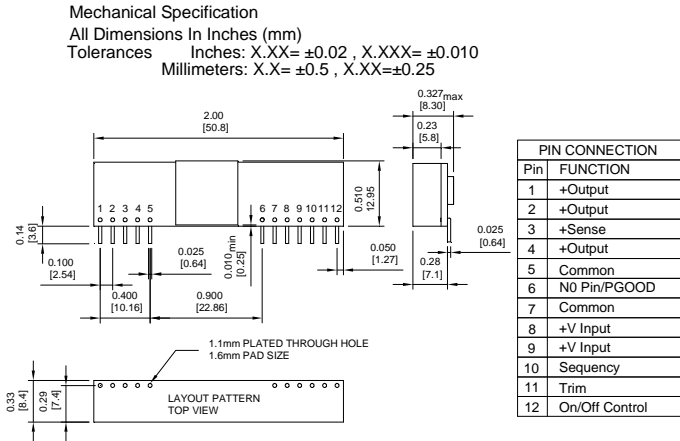 Mechanical Specification
All Dimensions In Inches (mm)
Tolerances Inches: X.XX= ±0.02 , X.XXX= ±0.010
Millimeters: X.X= ±0.5 , X.XX=±0.25
0.327max
[8.30]
2.00
[50.8]
0.23
[5.8]
1 2 3 4 5
6 7 8 9 10 11 12
0.510
12.95
0.14
[3.6]
0.025
[0.64]
0.010min
[0.25]
0.050
[1.27]
0.025
[0.64]
0.28
[7.1]
0.100
[2.54]
0.400
[10.16]
0.900
[22.86]
1.1mm PLATED THROUGH HOLE
1.6mm PAD SIZE
LAYOUT PATTERN
TOP VIEW
0.33
[8.4]
0.29
[7.4]
PIN CONNECTION
Pin FUNCTION
1 +Output
2 +Output
3 +Sense
4 +Output
5 Common
6 N0 Pin/PGOOD
7 Common
8 +V Input
9 +V Input
10 Sequency
11 Trim
12 On/Off Control